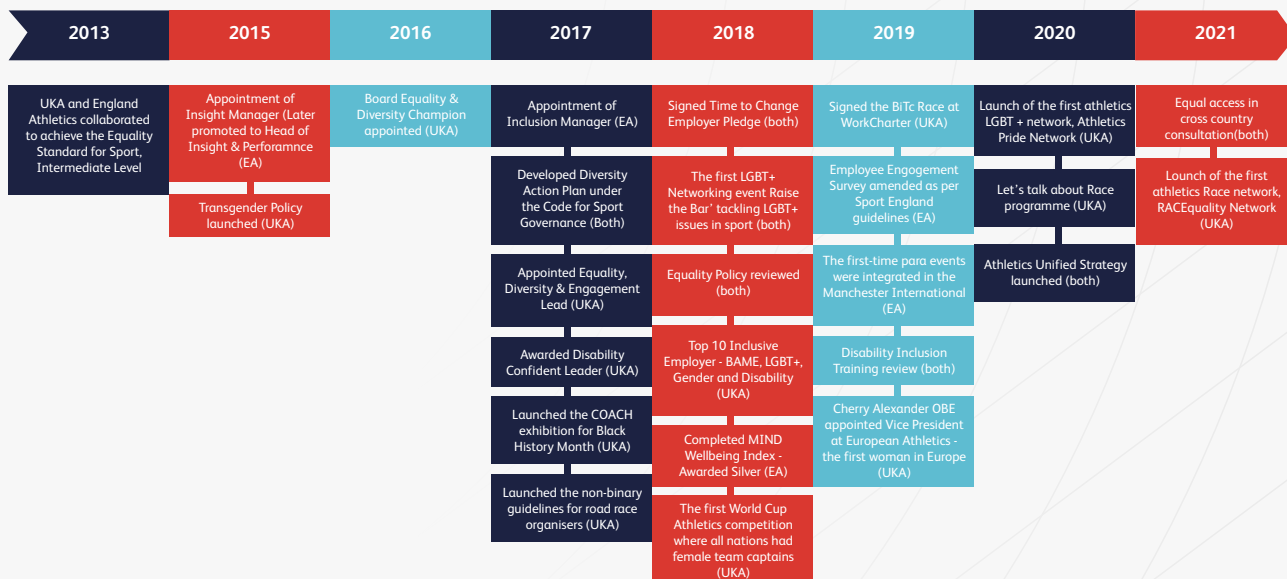 2013
2015
2016
2017
2018
2019
2020
2021
UKA and England
Athletics collaborated
to achieve the Equality
Standard for Sport,
Intermediate Level
Appointment of
Insight Manager (Later
promoted to Head of
Insight & Perforamnce
(EA)
Transgender Policy
launched (UKA)
Board Equality &
Diversity Champion
appointed (UKA)
Appointment of
Inclusion Manager (EA)
Developed Diversity
Action Plan under
the Code for Sport
Governance (Both)
Appointed Equality,
Diversity & Engagement
Lead (UKA)
Awarded Disability
Confident Leader (UKA)
Launched the COACH
exhibition for Black
History Month (UKA)
Launched the non-binary
guidelines for road race
organisers (UKA)
Signed Time to Change
Employer Pledge (both)
The first LGBT+
Networking event Raise
the Bar’ tackling LGBT+
issues in sport (both)
Equality Policy reviewed
(both)
Top 10 Inclusive
Employer - BAME, LGBT+,
Gender and Disability
(UKA)
Completed MIND
Wellbeing Index -
Awarded Silver (EA)
The first World Cup
Athletics competition
where all nations had
female team captains
(UKA)
Signed the BiTc Race at
WorkCharter (UKA)
Employee Engogement
Survey amended as per
Sport England
guidelines (EA)
The first-time para events
were integrated in the
Manchester International
(EA)
Disability Inclusion
Training review (both)
Cherry Alexander OBE
appointed Vice President
at European Athletics -
the first woman in Europe
(UKA)
Launch of the first athletics
LGBT + network, Athletics
Pride Network (UKA)
Let’s talk about Race
programme (UKA)
Athletics Unified Strategy
launched (both)
Equal access in
cross country
consultation(both)
Lounch of the first
athletics Race network,
RACEquality Network
(UKA)